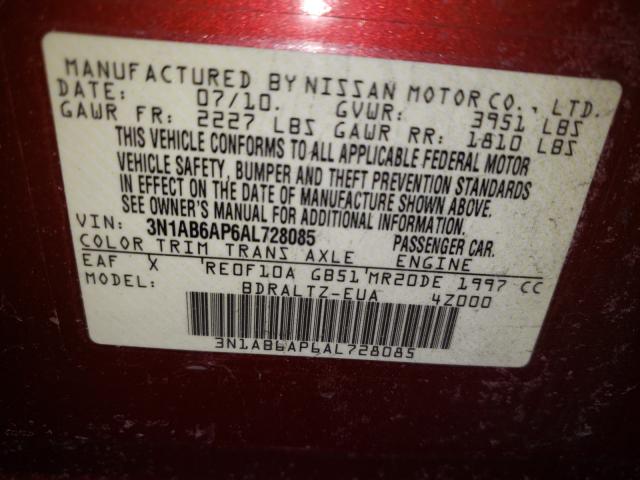 MANUFACTURED BY NISSAN MOTOR CO., LTD.
DATE: 07/10. GVWR: 3951 LBS
GAWR FR: 2227 LBS GAWR RR: 1810 LBS
THIS VEHICLE CONFORMS TO ALL APPLICABLE FEDERAL MOTOR
VEHICLE SAFETY, BUMPER AND THEFT PREVENTION STANDARDS
IN EFFECT ON THE DATE OF MANUFACTURE SHOWN ABOVE.
SEE OWNER'S MANUAL FOR ADDITIONAL INFORMATION.
VIN: 3N1AB6AP6AL728085 PASSENGER CAR.
COLOR TRIM TRANS AXLE ENGINE
EAF X RE0F10A GB51 MR20DE 1997 CC
MODEL: BDRALTZ-EUA 4Z000
3N1AB6AP6AL728085